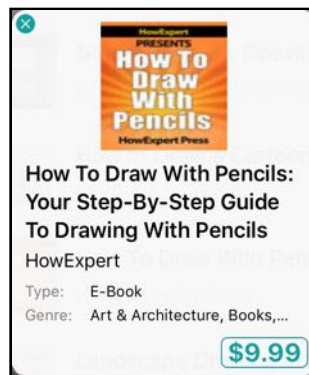 HowExpert
PRESENTS
How To
Draw
With
Pencils
HowExpert Press
How To Draw With Pencils:
Your Step-By-Step Guide
To Drawing With Pencils
HowExpert
Type: E-Book
Genre: Art & Architecture, Books,...
$9.99